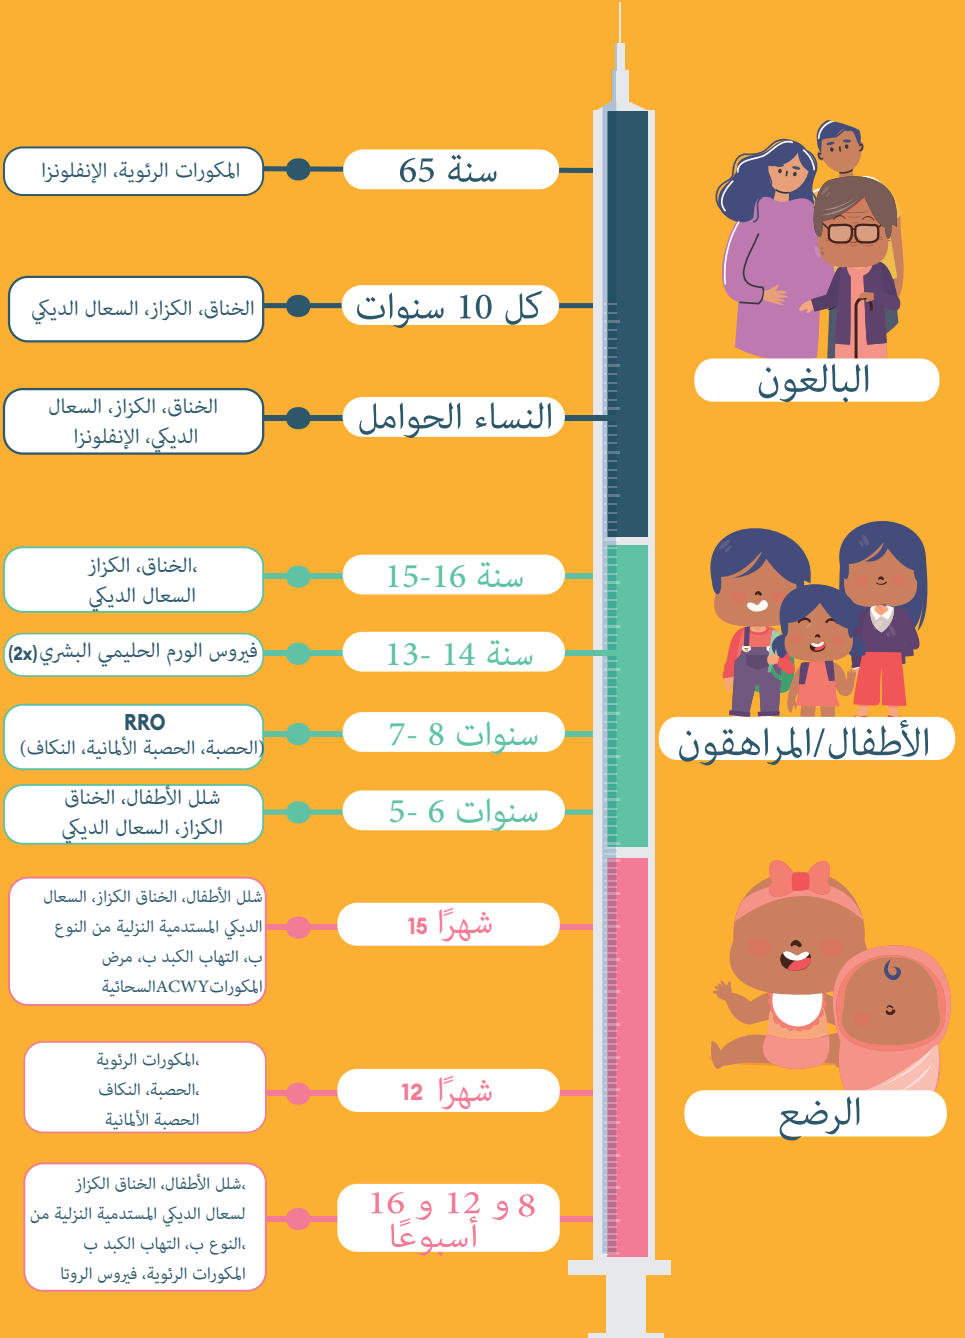 سنة 65
المكورات الرئوية، الإنفلونزا
كل 10 سنوات
الخناق، الكزاز، السعال الديكي
البالغون
النساء الحوامل
الخناق، الكزاز، السعال
الديكي، الإنفلونزا
سنة 15-16
الخناق، الكزاز،
السعال الديكي
سنة 14 -13
فيروس الورم الحليمي البشري(2x)
الأطفال/المراهقون
سنوات 8 -7
RRO
(الحصبة، الحصبة الألمانية، النكاف)
سنوات 6 -5
شلل الأطفال، الخناق
الكزاز، السعال الديكي
شهرًا 15
شلل الأطفال، الخناق الكزاز، السعال
الديكي المستدمية النزلية من النوع
ب، التهاب الكبد ب، مرض
المكوراتACWYالسحائية
شهرًا 12
المكورات الرئوية،
الحصبة، النكاف،
الحصبة الألمانية
الرضع
8 و 12 و 16
أسبوعًا
شلل الأطفال، الخناق الكزاز،
لسعال الديكي المستدمية النزلية من
النوع ب، التهاب الكبد ب،
المكورات الرئوية، فيروس الروتا